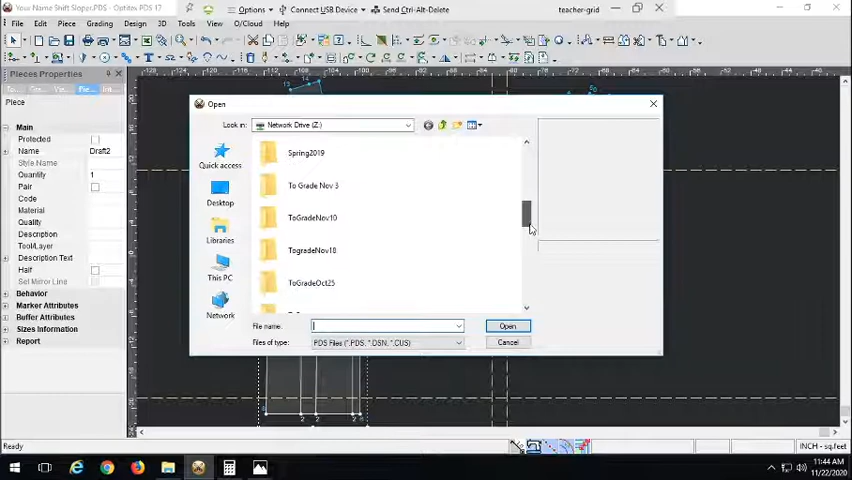 Your Name Shift Sloper.PDS - Optitex PDS 17
Options
Connect USB Device
Send Ctrl-Alt-Delete
teacher-grid
File Edit Piece Grading Design 3D Tools View O/Cloud Help
Pieces Properties
Piece
Main
Protected
Name Draft2
Style Name
Quantity 1
Pair
Code
Material
Quality
Description
Tool/Layer
Description Text
Half
Set Mirror Line
Behavior
Marker Attributes
Buffer Attributes
Sizes Information
Report
Open
Look in: Network Drive (Z:)
Quick access
Desktop
Libraries
This PC
Network
Spring2019
To Grade Nov 3
ToGradeNov10
TogradeNov18
ToGradeOct25
File name:
Open
Files of type: PDS Files (*.PDS, *.DSN, *.CUS)
Cancel
Ready
INCH - sq.feet
11:44 AM
11/22/2020